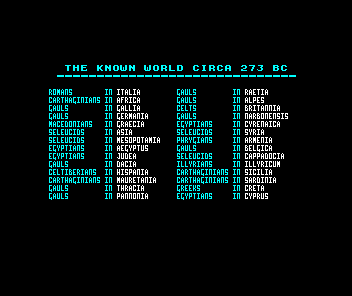 THE KNOWN WORLD CIRCA 273 BC
ROMANS IN ITALIA GAULS IN RAETIA
CARTHAGINIANS IN AFRICA GAULS IN ALPES
GAULS IN GALLIA CELTS IN BRITANNIA
GAULS IN GERMANIA GAULS IN NARBONENSIS
MACEDONIANS IN GRAECIA EGYPTIANS IN CYRENAICA
SELEUCIDS IN ASIA SELEUCIDS IN SYRIA
SELEUCIDS IN MESOPOTAMIA PHRYGIANS IN ARMENIA
EGYPTIANS IN AEGYPTUS GAULS IN BELGICA
EGYPTIANS IN JUDEA SELEUCIDS IN CAPPADOCIA
GAULS IN DACIA ILLYRIANS IN ILLYRICUM
CELTIBERIANS IN HISPANIA CARTHAGINIANS IN SICILIA
CARTHAGINIANS IN MAURETANIA CARTHAGINIANS IN SARDINIA
GAULS IN THRACIA GREEKS IN CRETA
GAULS IN PANNONIA EGYPTIANS IN CYPRUS